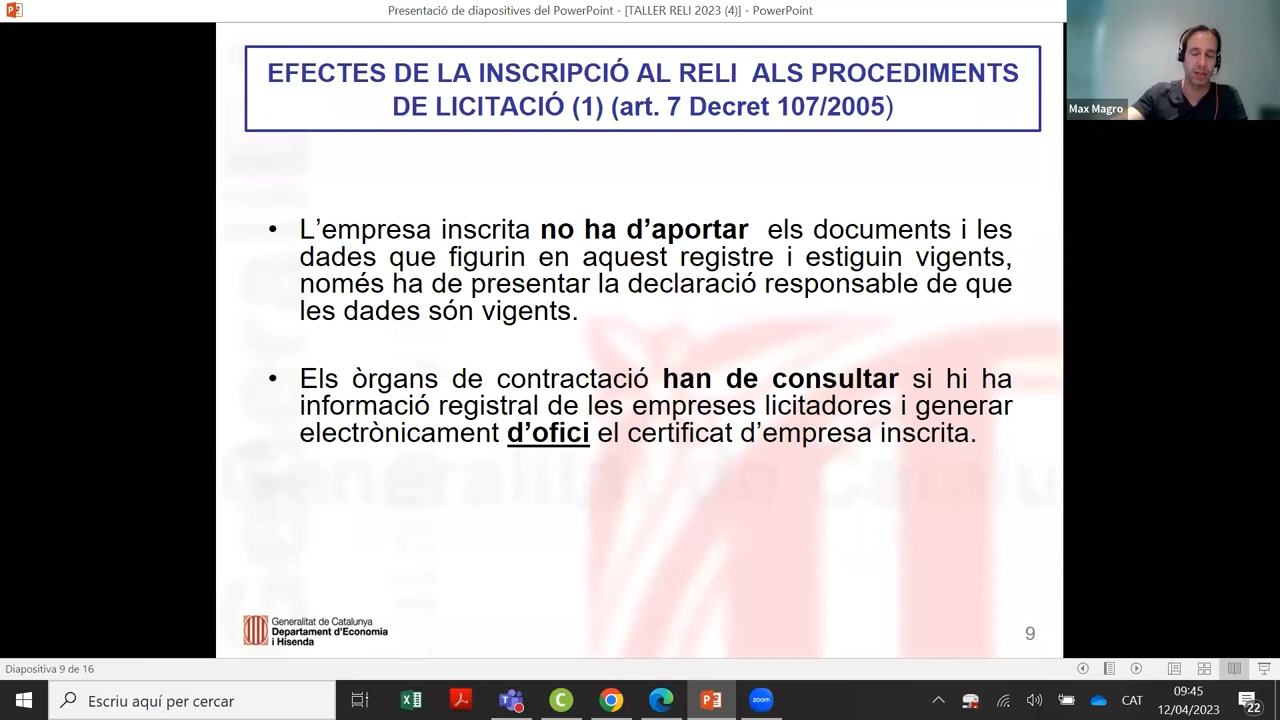 Presentació de diapositives del PowerPoint - [TALLER RELI 2023 (4)] - PowerPoint
Max Magro
EFECTES DE LA INSCRIPCIÓ AL RELI ALS PROCEDIMENTS
DE LICITACIÓ (1) (art. 7 Decret 107/2005)
• L'empresa inscrita no ha d'aportar els documents i les
dades que figurin en aquest registre i estiguin vigents,
només ha de presentar la declaració responsable de que
les dades són vigents.
• Els òrgans de contractació han de consultar si hi ha
informació registral de les empreses licitadores i generar
electrònicament d'ofici el certificat d'empresa inscrita.
Generalitat de Catalunya
Departament d'Economia
i Hisenda
9
Diapositiva 9 de 16
Escriu aquí per cercar
zoom
CAT
09:45
12/04/2023
22